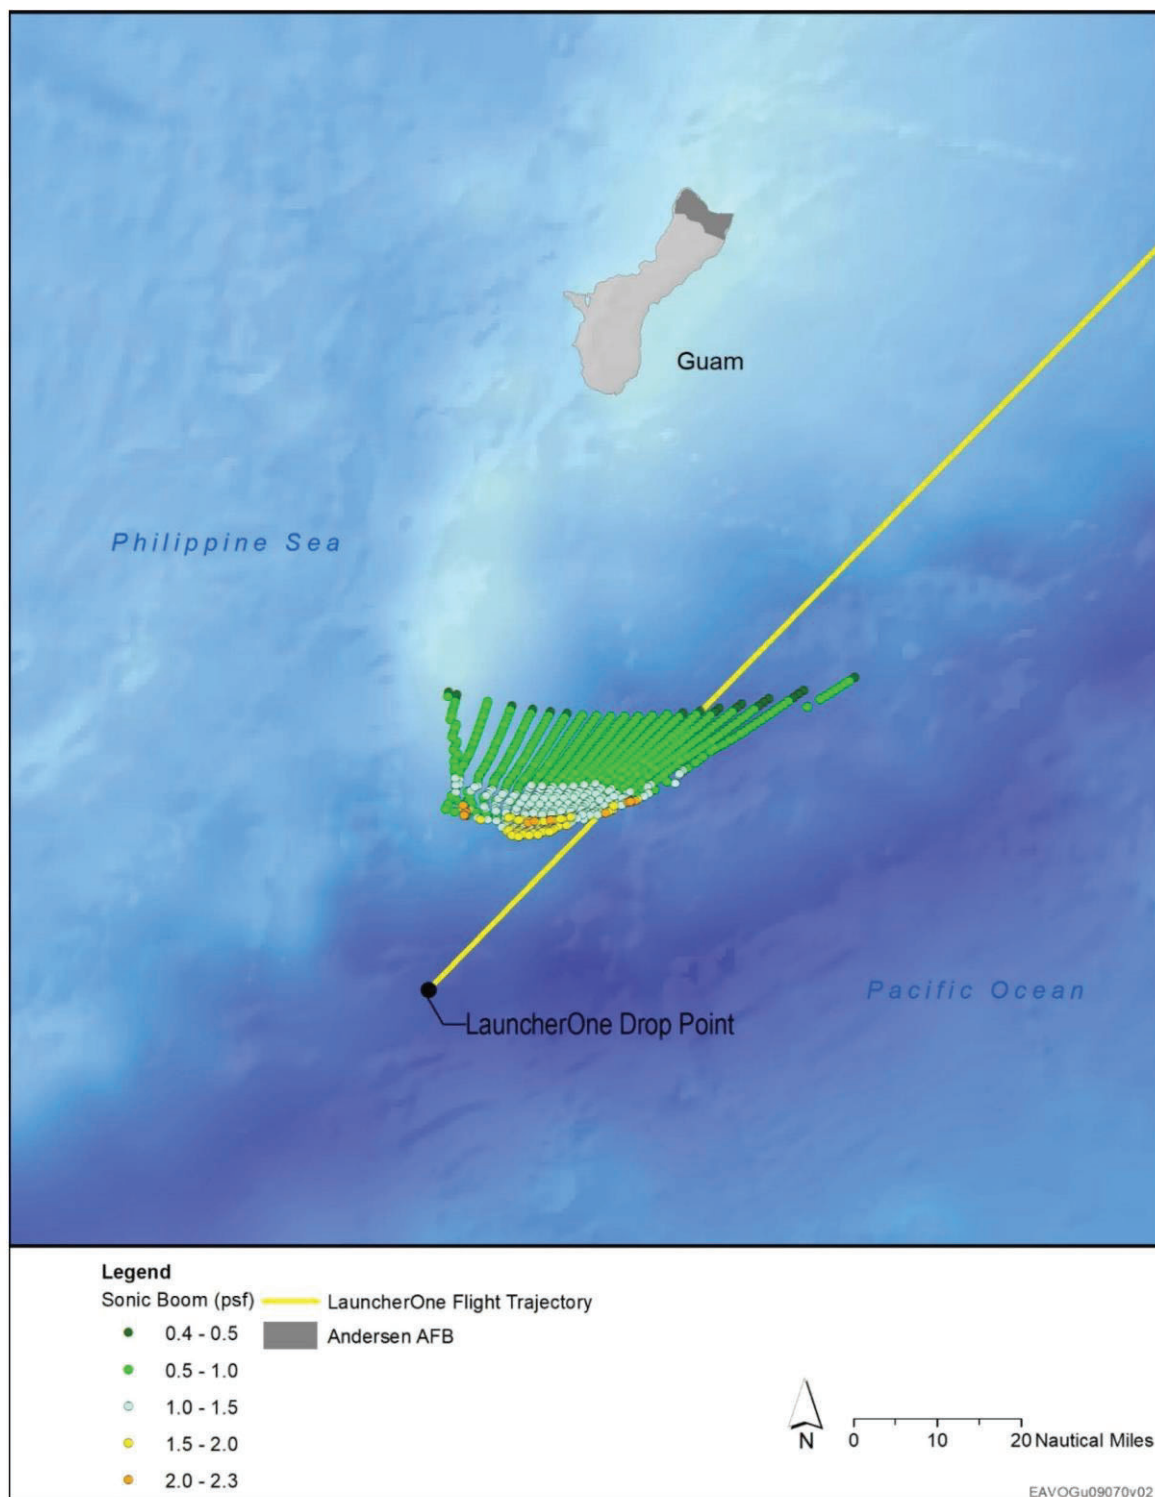 Guam
Philippine Sea
Pacific Ocean
LauncherOne Drop Point
Legend
Sonic Boom (psf)
0.4 - 0.5
0.5 - 1.0
1.0 - 1.5
1.5 - 2.0
2.0 - 2.3
LauncherOne Flight Trajectory
Andersen AFB
N
0 10 20 Nautical Miles
EAVOGu09070v02